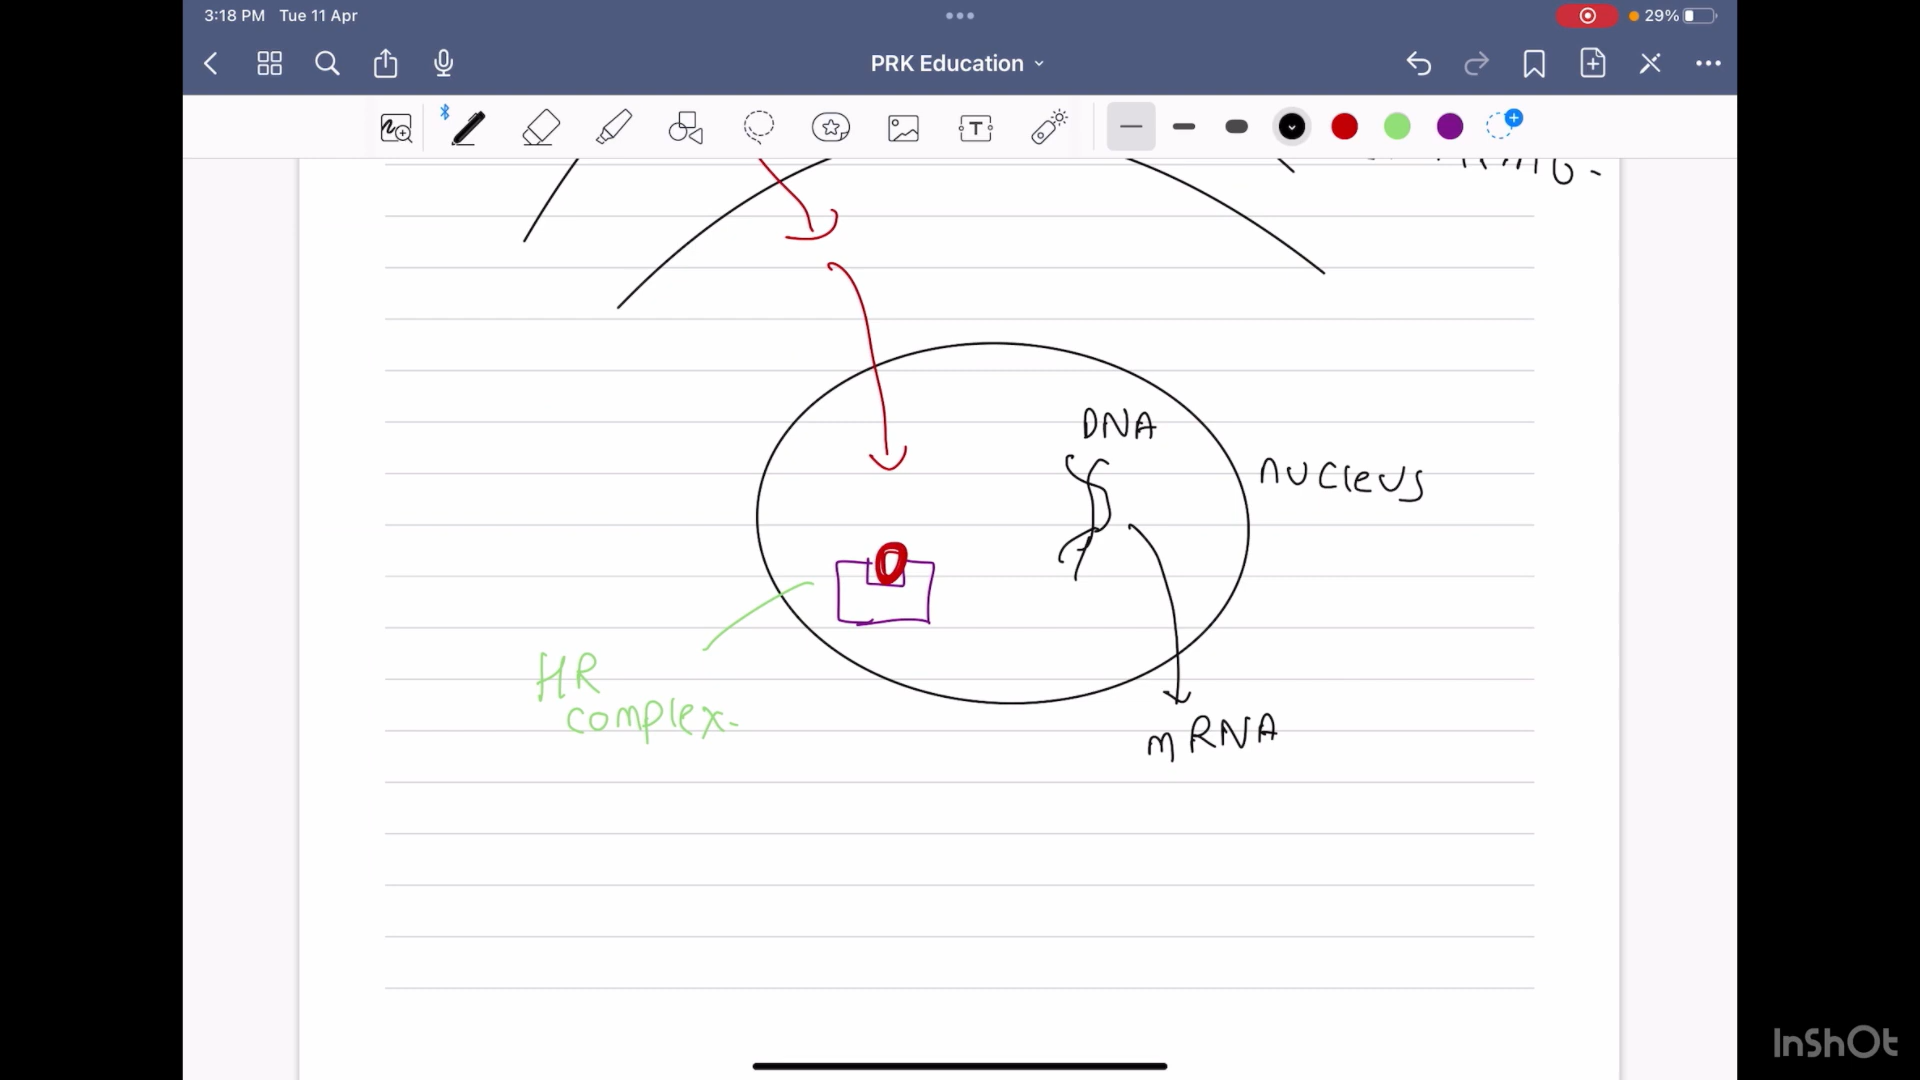 3:18 PM Tue 11 Apr
29%
PRK Education
DNA
nucleus
HR
complex.
mRNA
InShOt